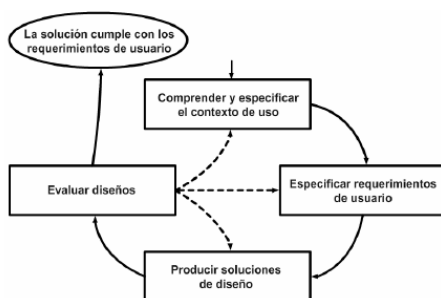 La solución cumple con los
requerimientos de usuario
Comprender y especificar
el contexto de uso
Evaluar diseños
Especificar requerimientos
de usuario
Producir soluciones
de diseño